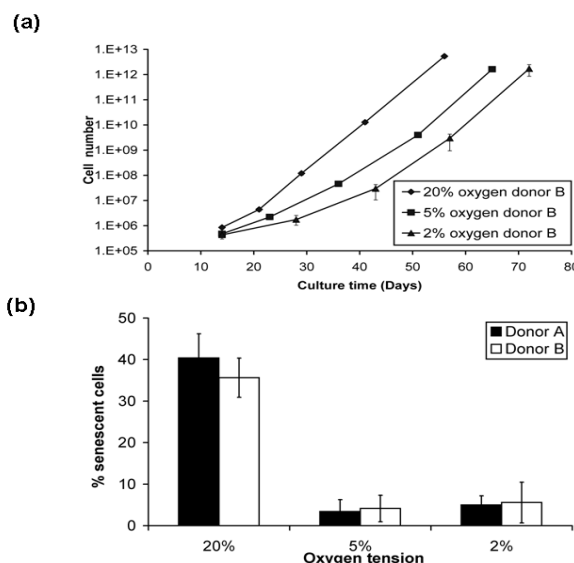 (a)
1.E+13
1.E+12
1.E+11
1.E+10
1.E+09
1.E+08
1.E+07
1.E+06
1.E+05
Cell number
20% oxygen donor B
5% oxygen donor B
2% oxygen donor B
0 10 20 30 40 50 60 70 80
Culture time (Days)
(b)
50
40
30
20
10
0
% senescent cells
Donor A
Donor B
20% 5% 2%
Oxygen tension